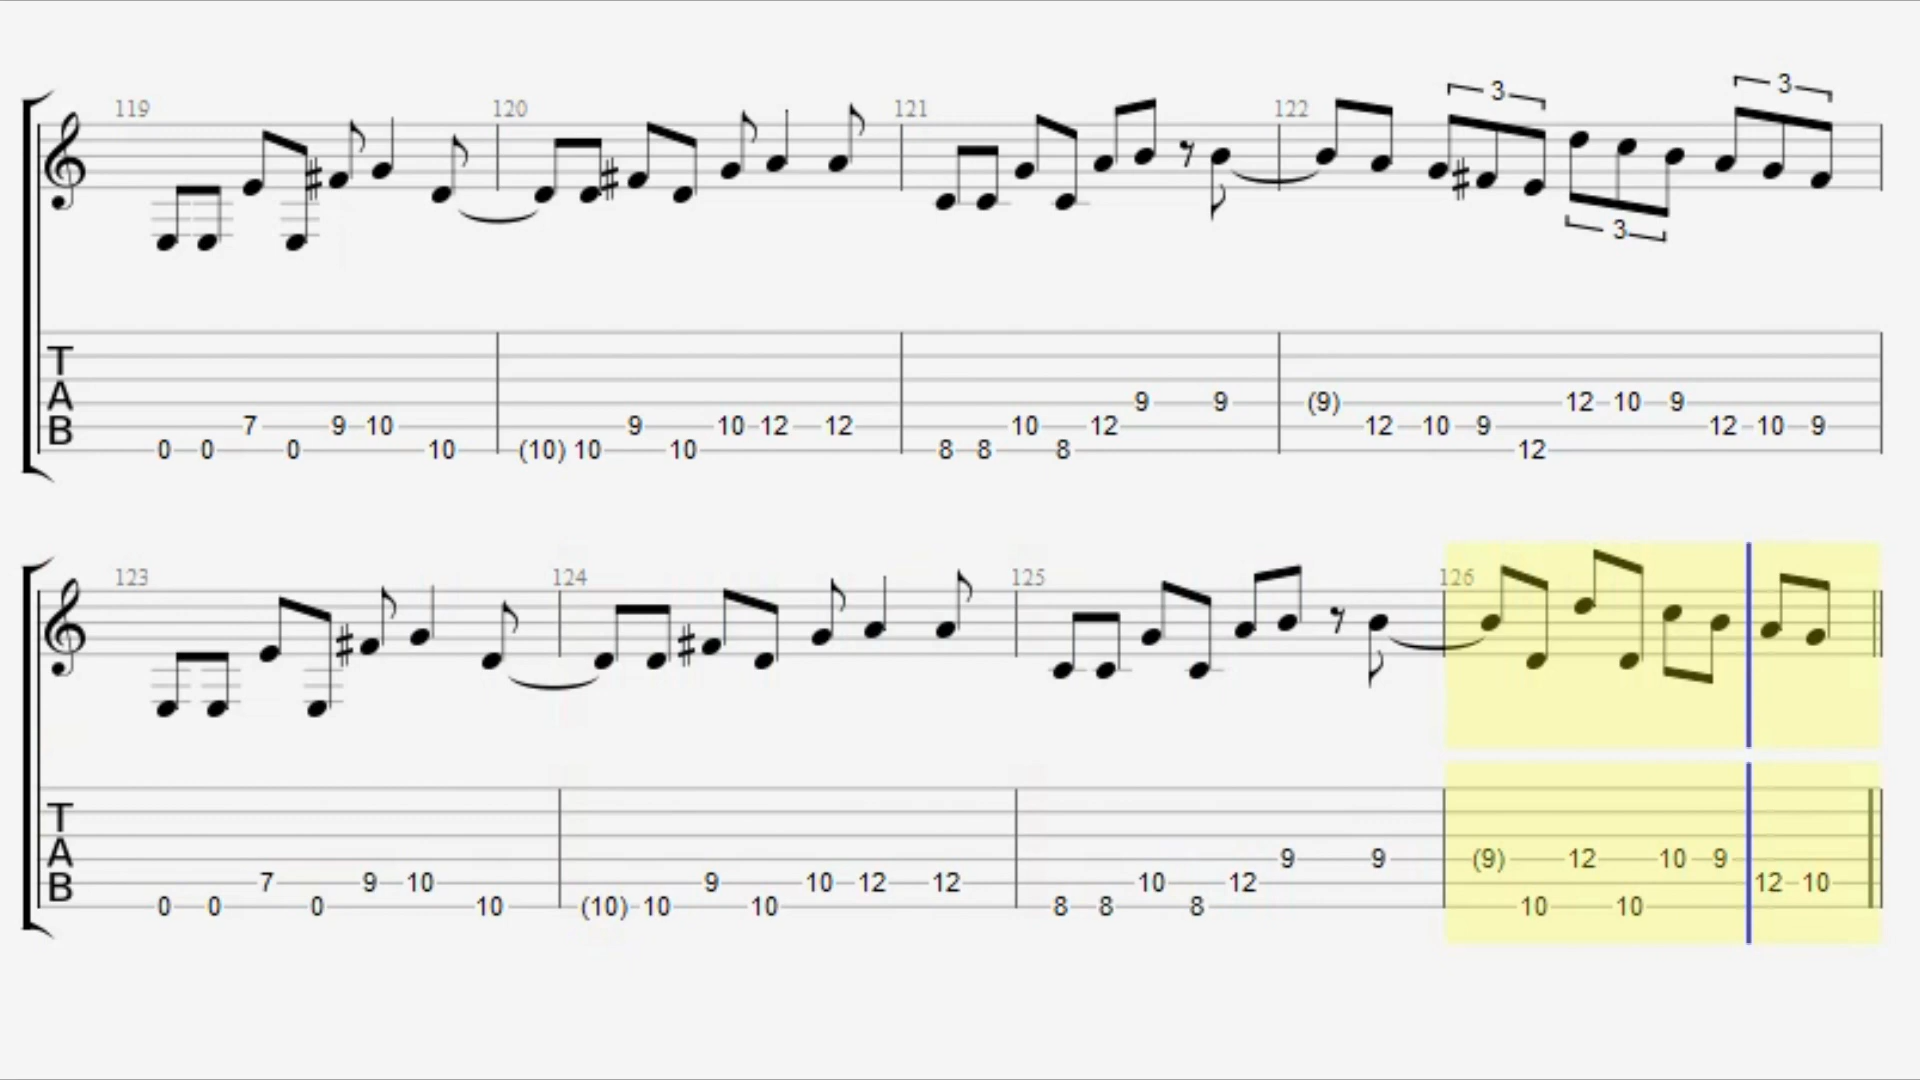 119 120 121 122 3 3
3
T
A 9 9 (9) 12 10 9
B 7 9 10 9 10 12 12 10 12 12 10 9 12 10 9
0 0 0 10 (10) 10 10 8 8 8 12
123 124 125 126
T
A 9 9 (9) 12 10 9
B 7 9 10 9 10 12 12 10 12 12 10
0 0 0 10 (10) 10 10 8 8 8 10 10